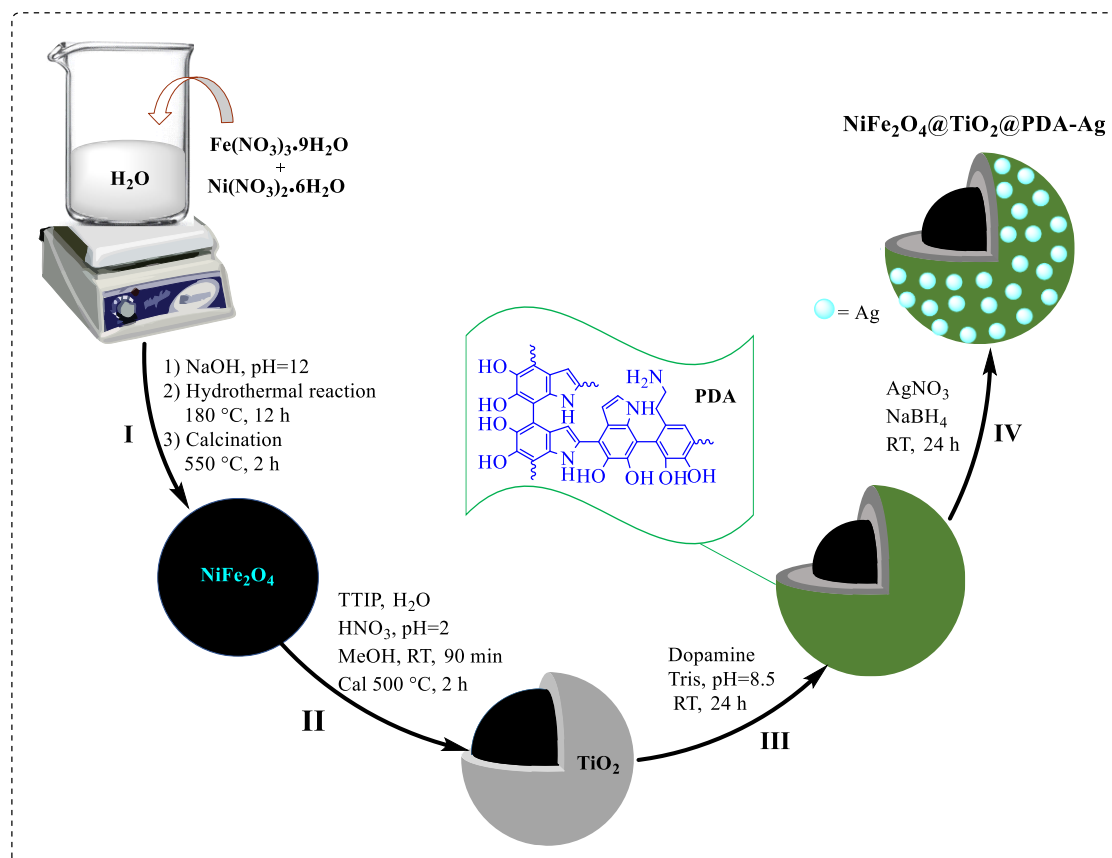 H₂O
Fe(NO₃)₃•9H₂O
+
Ni(NO₃)₂•6H₂O
I
1) NaOH, pH=12
2) Hydrothermal reaction
180 °C, 12 h
3) Calcination
550 °C, 2 h
NiFe₂O₄
II
TTIP, H₂O
HNO₃, pH=2
MeOH, RT, 90 min
Cal 500 °C, 2 h
TiO₂
Dopamine
Tris, pH=8.5
RT, 24 h
III
PDA
H₂N
HO
HO
N
H
NH
HO
HO
N
H
HO
OH
OH
OH
AgNO₃
NaBH₄
RT, 24 h
IV
= Ag
NiFe₂O₄@TiO₂@PDA-Ag